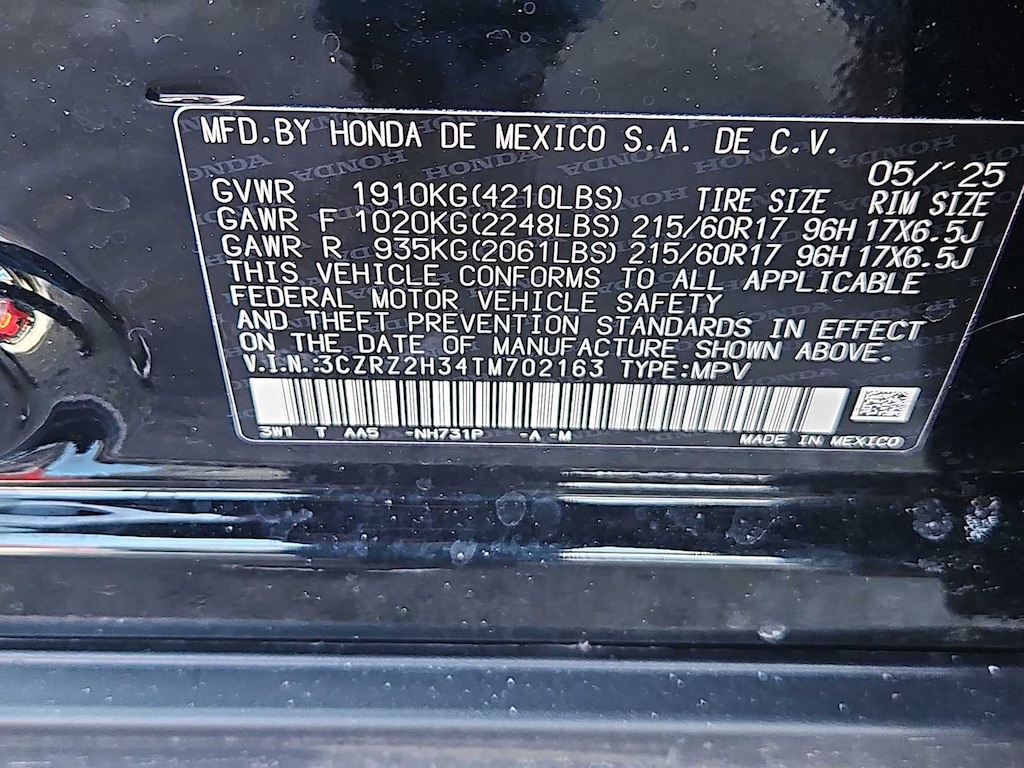 MFD.BY HONDA DE MEXICO S.A. DE C.V.
05/'25
GVWR 1910KG(4210LBS) TIRE SIZE RIM SIZE
GAWR F 1020KG(2248LBS) 215/60R17 96H 17X6.5J
GAWR R 935KG(2061LBS) 215/60R17 96H 17X6.5J
THIS VEHICLE CONFORMS TO ALL APPLICABLE
FEDERAL MOTOR VEHICLE SAFETY
AND THEFT PREVENTION STANDARDS IN EFFECT
ON THE DATE OF MANUFACTURE SHOWN ABOVE.
V.I.N.:3CZRZ2H34TM702163 TYPE:MPV
3W1 T AA5 -NH731P -A -M
MADE IN MEXICO